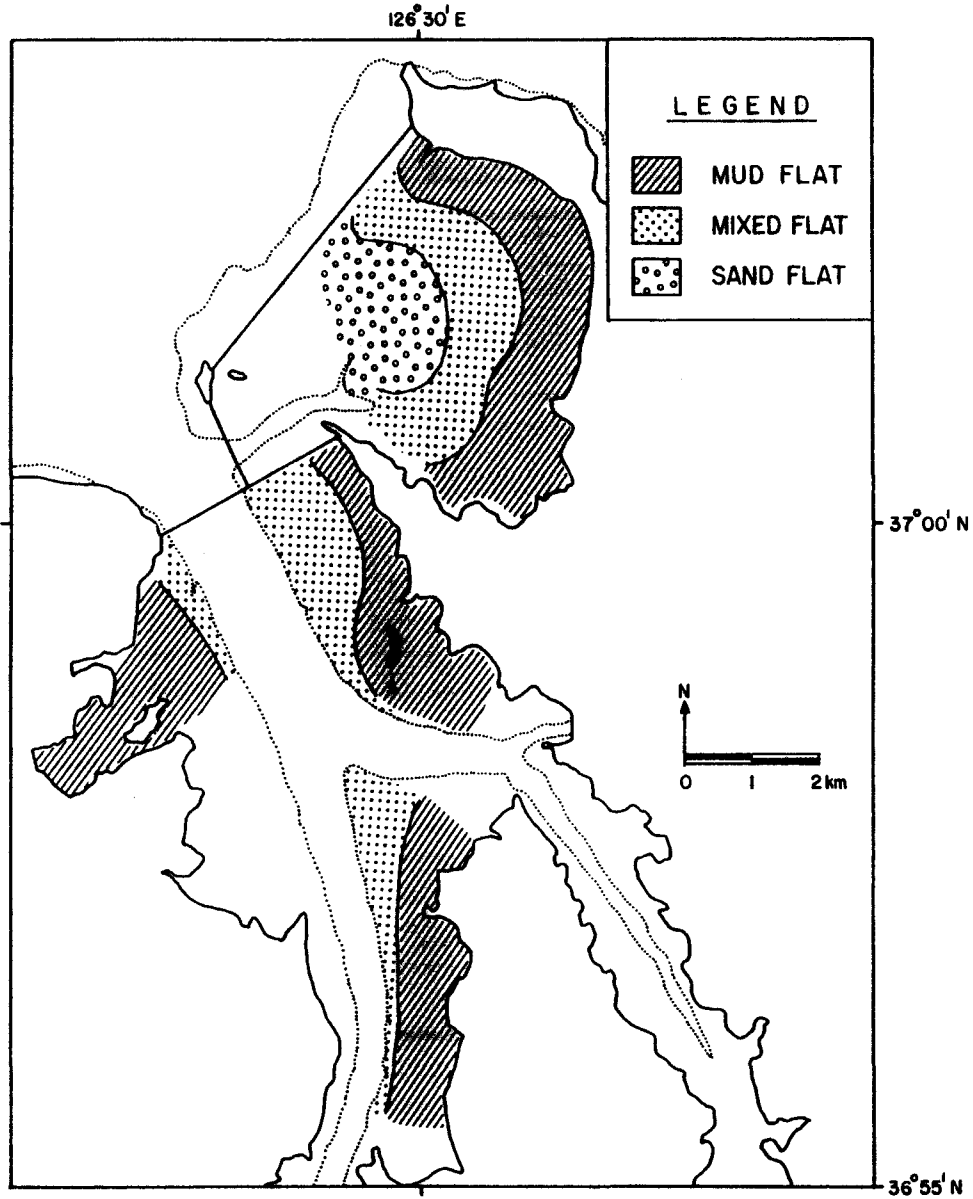 126°30' E
LEGEND
MUD FLAT
MIXED FLAT
SAND FLAT
37°00' N
N
0 1 2 km
36°55' N